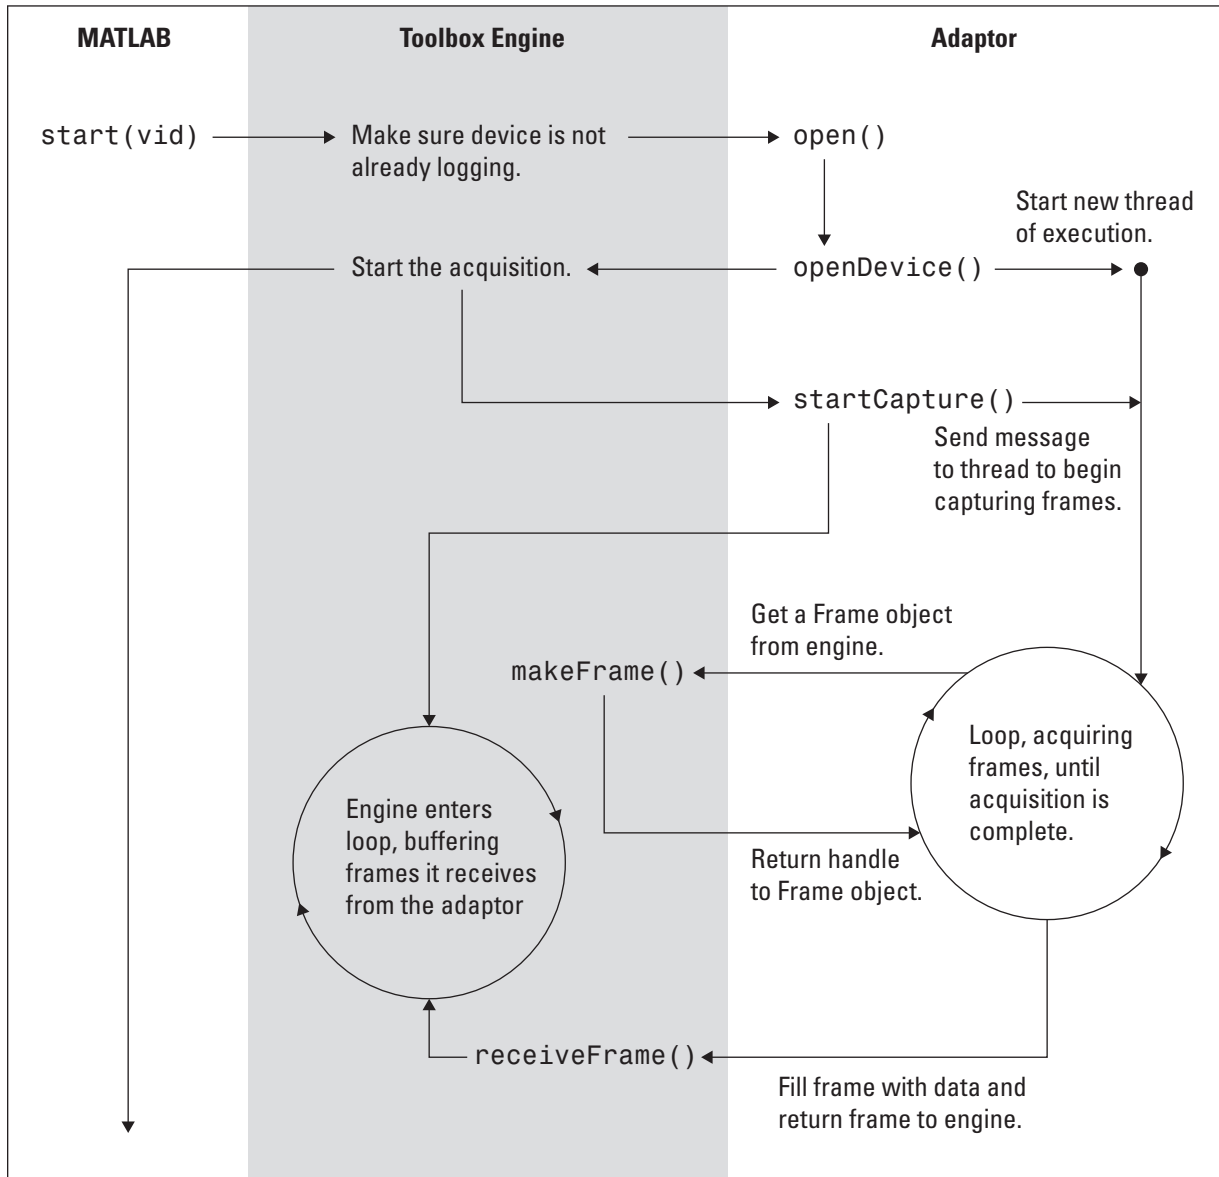 MATLAB
Toolbox Engine
Adaptor
start(vid)
Make sure device is not
already logging.
open()
Start new thread
of execution.
Start the acquisition.
openDevice()
startCapture()
Send message
to thread to begin
capturing frames.
Get a Frame object
from engine.
makeFrame()
Loop, acquiring
frames, until
acquisition is
complete.
Engine enters
loop, buffering
frames it receives
from the adaptor
Return handle
to Frame object.
receiveFrame()
Fill frame with data and
return frame to engine.